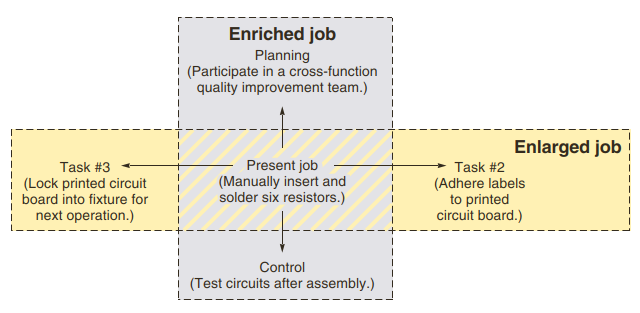 Enriched job
Planning
(Participate in a cross-function
quality improvement team.)
Enlarged job
Task #3
(Lock printed circuit
board into fixture for
next operation.)
Present job
(Manually insert and
solder six resistors.)
Task #2
(Adhere labels
to printed
circuit board.)
Control
(Test circuits after assembly.)